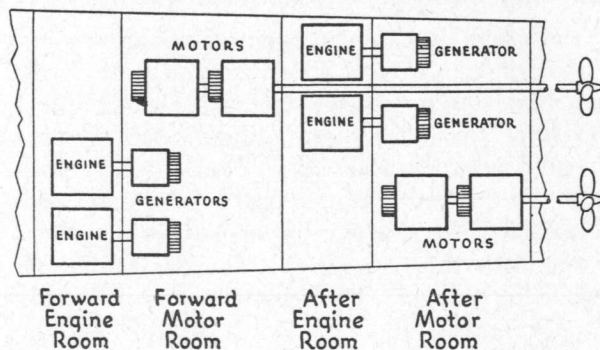 MOTORS
ENGINE
GENERATOR
ENGINE
GENERATOR
ENGINE
GENERATORS
ENGINE
MOTORS
Forward Engine Room
Forward Motor Room
After Engine Room
After Motor Room